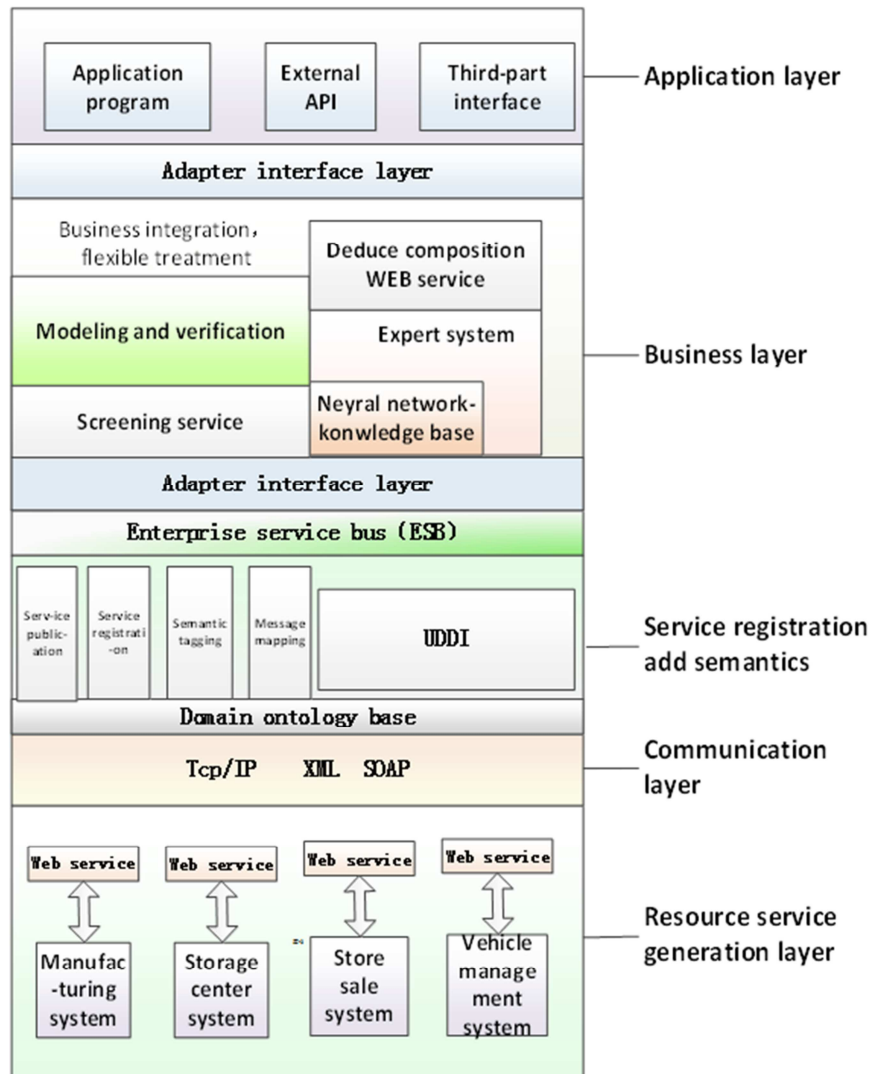 Application
program
External
API
Third-part
interface
Application layer
Adapter interface layer
Business integration,
flexible treatment
Deduce composition
WEB service
Modeling and verification
Expert system
Business layer
Screening service
Neyral network-
konwledge base
Adapter interface layer
Enterprise service bus (ESB)
Serv-ice
public-
ation
Service
registrati
-on
Semantic
tagging
Message
mapping
UDDI
Service registration
add semantics
Domain ontology base
Tcp/IP XML SOAP
Communication
layer
Web service
Web service
Web service
Web service
Manufac
-turing
system
Storage
center
system
Store
sale
system
Vehicle
manage
ment
system
Resource service
generation layer